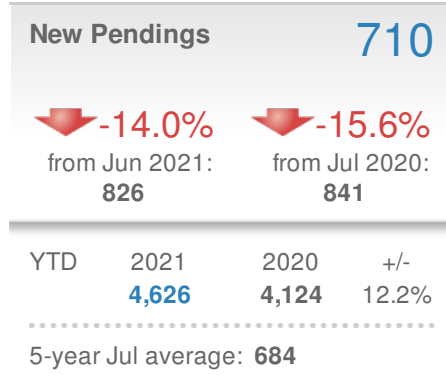 New Pendings 710
-14.0% -15.6%
from Jun 2021: from Jul 2020:
826 841
YTD 2021 2020 +/-
4,626 4,124 12.2%
5-year Jul average: 684